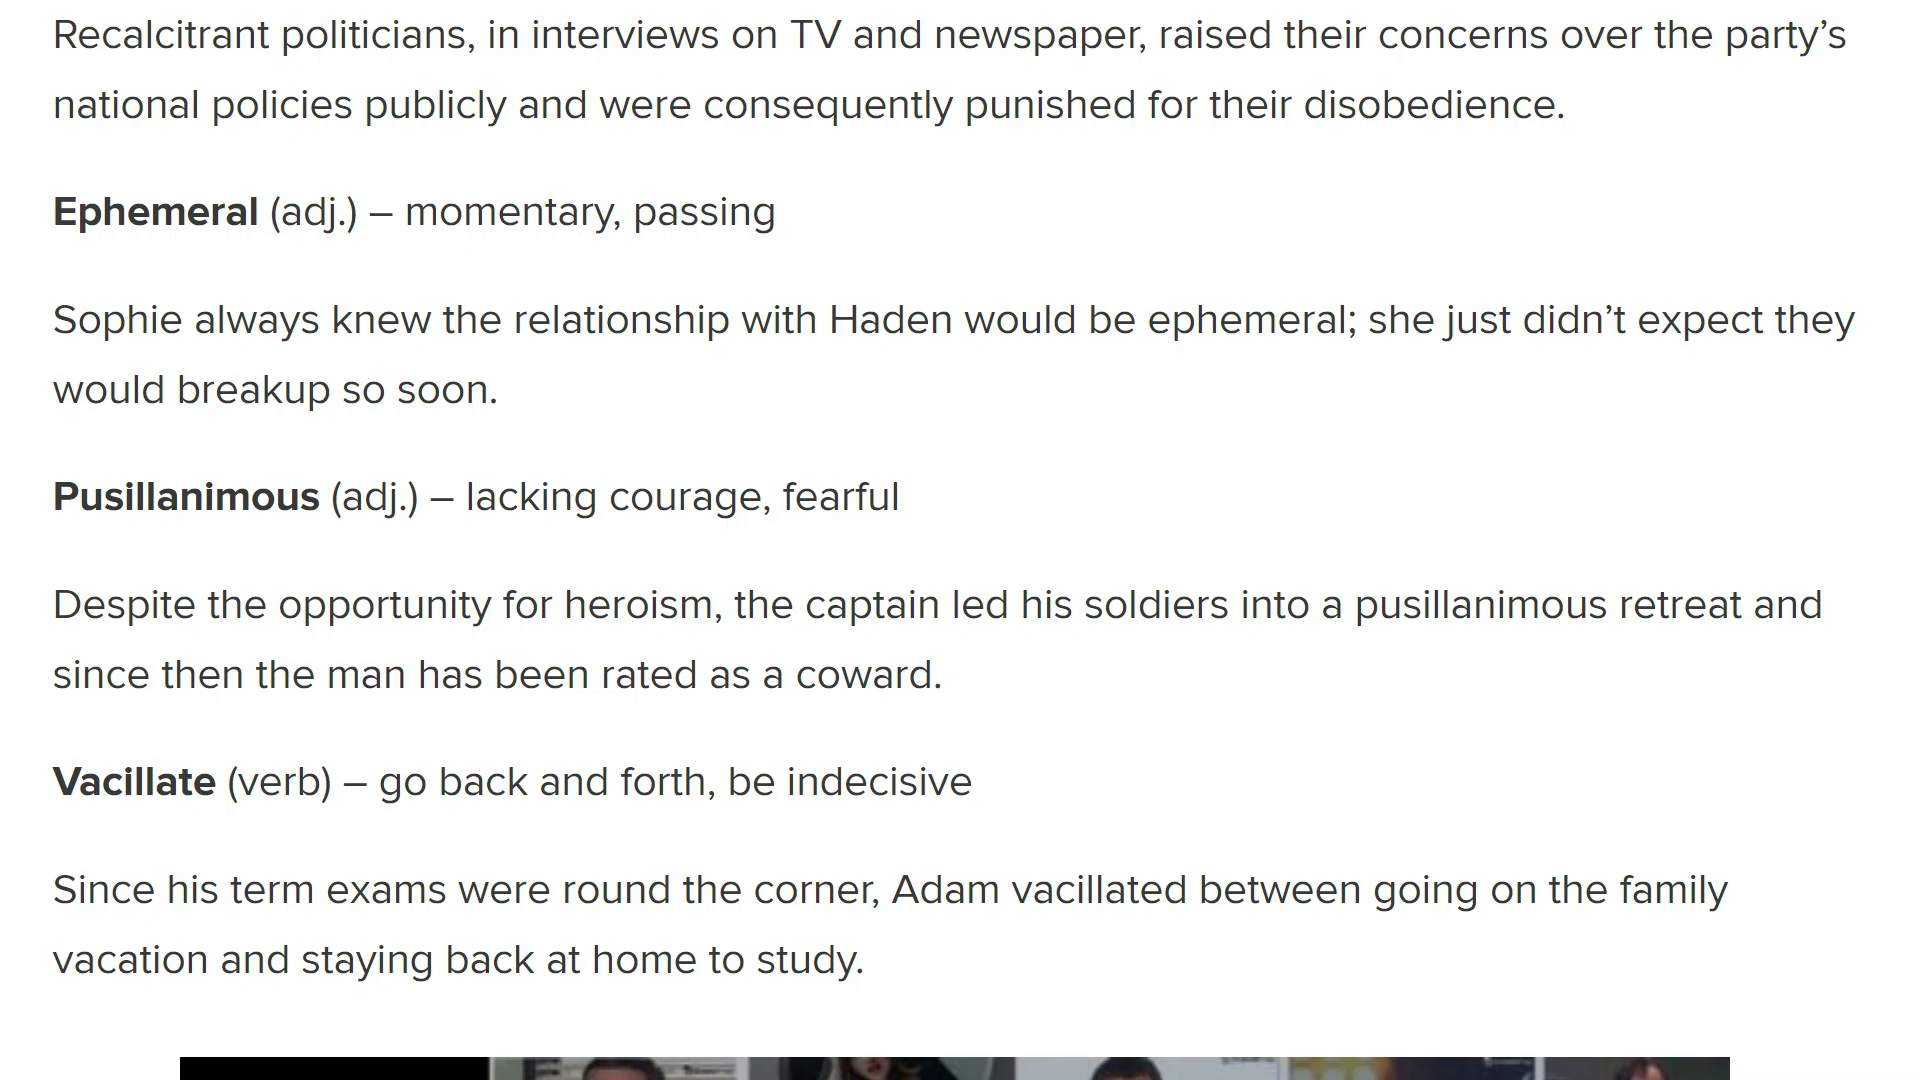 Recalcitrant politicians, in interviews on TV and newspaper, raised their concerns over the party’s
national policies publicly and were consequently punished for their disobedience.
Ephemeral (adj.) – momentary, passing
Sophie always knew the relationship with Haden would be ephemeral; she just didn’t expect they
would breakup so soon.
Pusillanimous (adj.) – lacking courage, fearful
Despite the opportunity for heroism, the captain led his soldiers into a pusillanimous retreat and
since then the man has been rated as a coward.
Vacillate (verb) – go back and forth, be indecisive
Since his term exams were round the corner, Adam vacillated between going on the family
vacation and staying back at home to study.